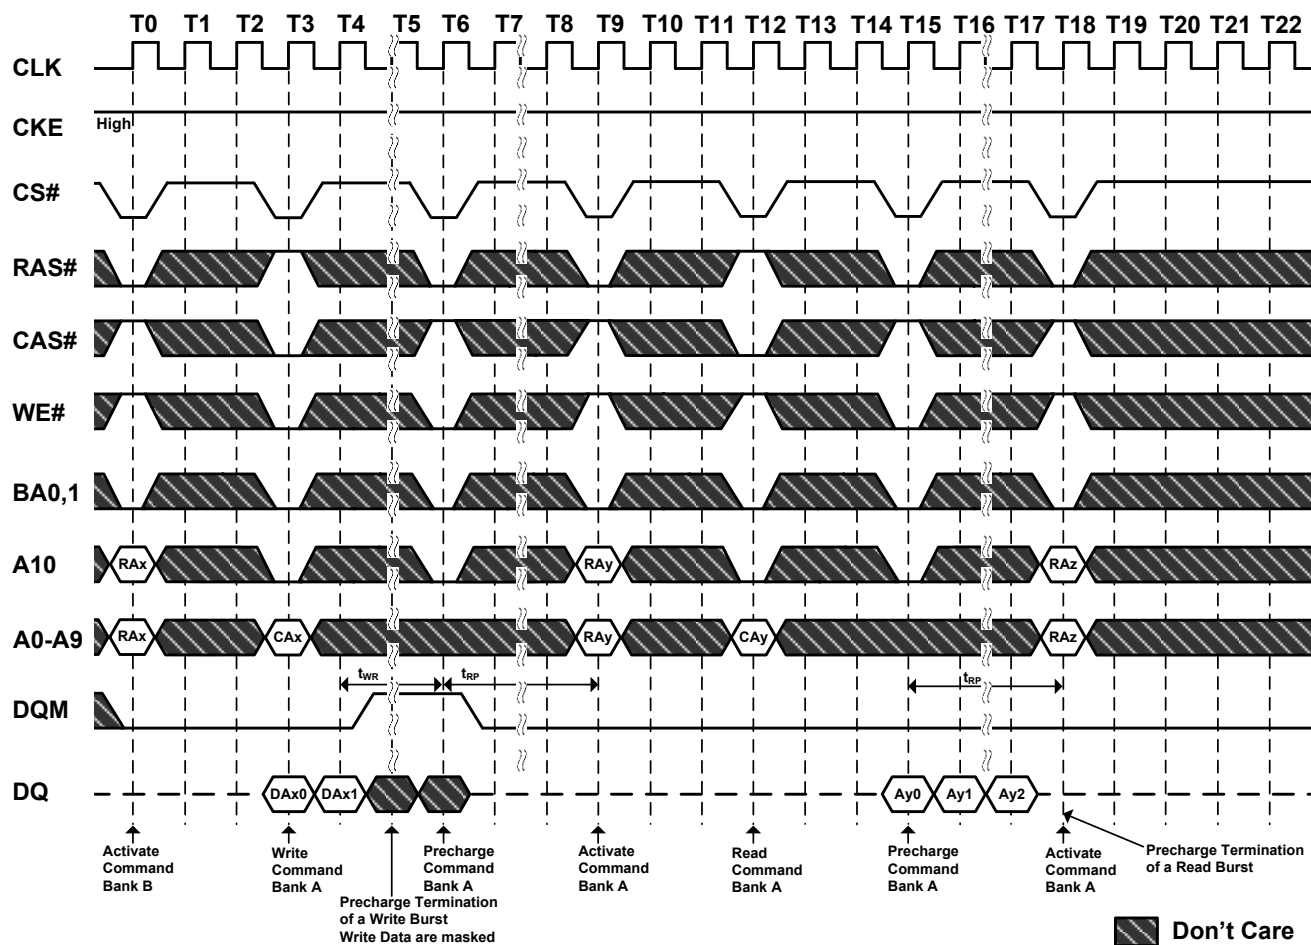 T0 T1 T2 T3 T4 T5 T6 T7 T8 T9 T10 T11 T12 T13 T14 T15 T16 T17 T18 T19 T20 T21 T22
CLK
CKE
High
CS#
RAS#
CAS#
WE#
BA0,1
A10
RAx RAy RAz
A0-A9
RAx CAx RAy CAy RAz
tWR tRP tRP
DQM
DQ
DAx0 DAx1 Ay0 Ay1 Ay2
Activate
Command
Bank B
Write
Command
Bank A
Precharge Termination
of a Write Burst
Write Data are masked
Precharge
Command
Bank A
Activate
Command
Bank A
Read
Command
Bank A
Precharge
Command
Bank A
Activate
Command
Bank A
Precharge Termination
of a Read Burst
Don't Care